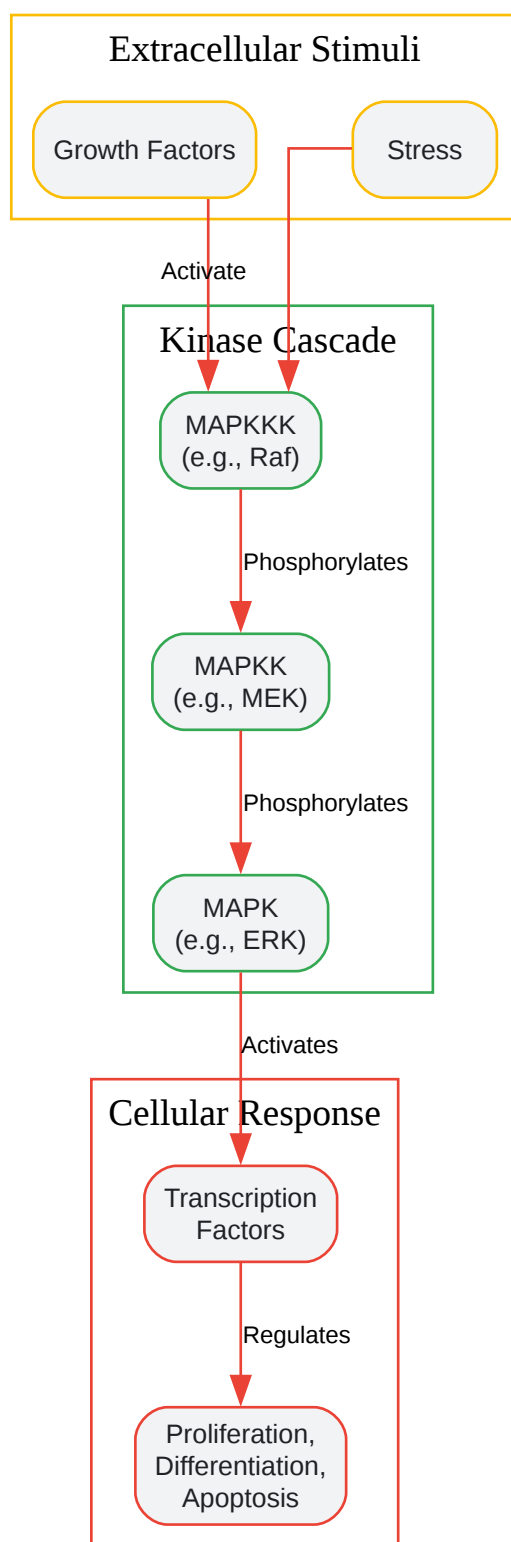 Extracellular Stimuli
Growth Factors
Stress
Activate
Kinase Cascade
MAPKKK
(e.g., Raf)
Phosphorylates
MAPKK
(e.g., MEK)
Phosphorylates
MAPK
(e.g., ERK)
Activates
Cellular Response
Transcription
Factors
Regulates
Proliferation,
Differentiation,
Apoptosis